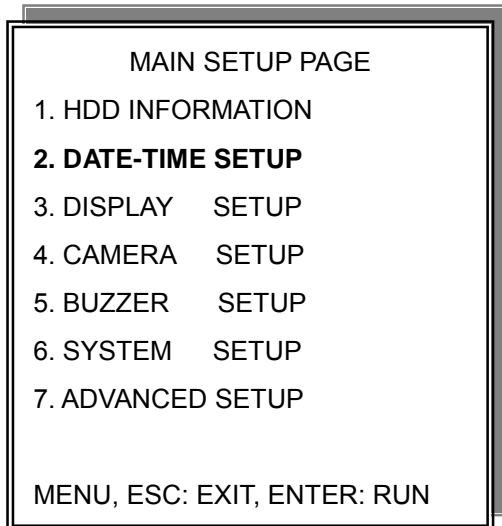 MAIN SETUP PAGE
1. HDD INFORMATION
2. DATE-TIME SETUP
3. DISPLAY SETUP
4. CAMERA SETUP
5. BUZZER SETUP
6. SYSTEM SETUP
7. ADVANCED SETUP
MENU, ESC: EXIT, ENTER: RUN